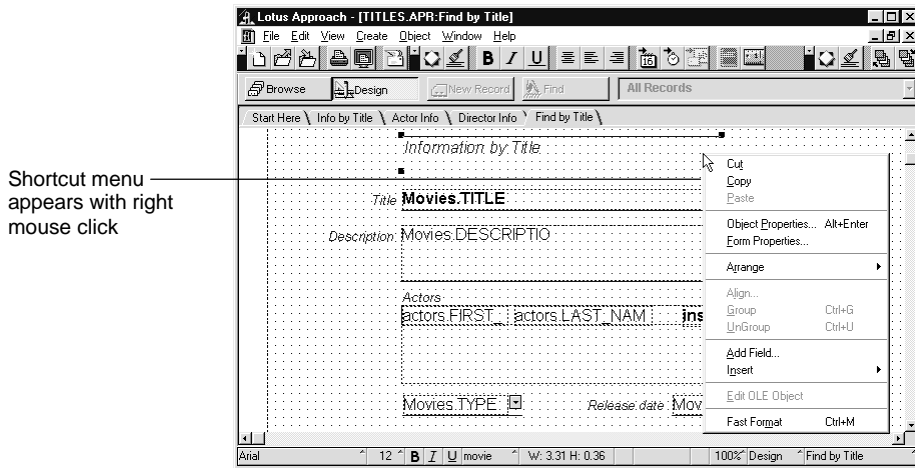 Lotus Approach - [TITLES.APR:Find by Title]
File Edit View Create Object Window Help
B I U 16
Browse Design New Record Find All Records
Start Here Info by Title Actor Info Director Info Find by Title
Information by Title
Shortcut menu
appears with right
mouse click
Title Movies.TITLE
Description Movies.DESCRIPTIO
Actors
actors.FIRST_ actors.LAST_NAM ins
Movies.TYPE Release date Mov
Cut
Copy
Paste
Object Properties... Alt+Enter
Form Properties...
Arrange
Align...
Group Ctrl+G
UnGroup Ctrl+U
Add Field...
Insert
Edit OLE Object
Fast Format Ctrl+M
Arial 12 B I U movie W: 3.31 H: 0.36 100% Design Find by Title